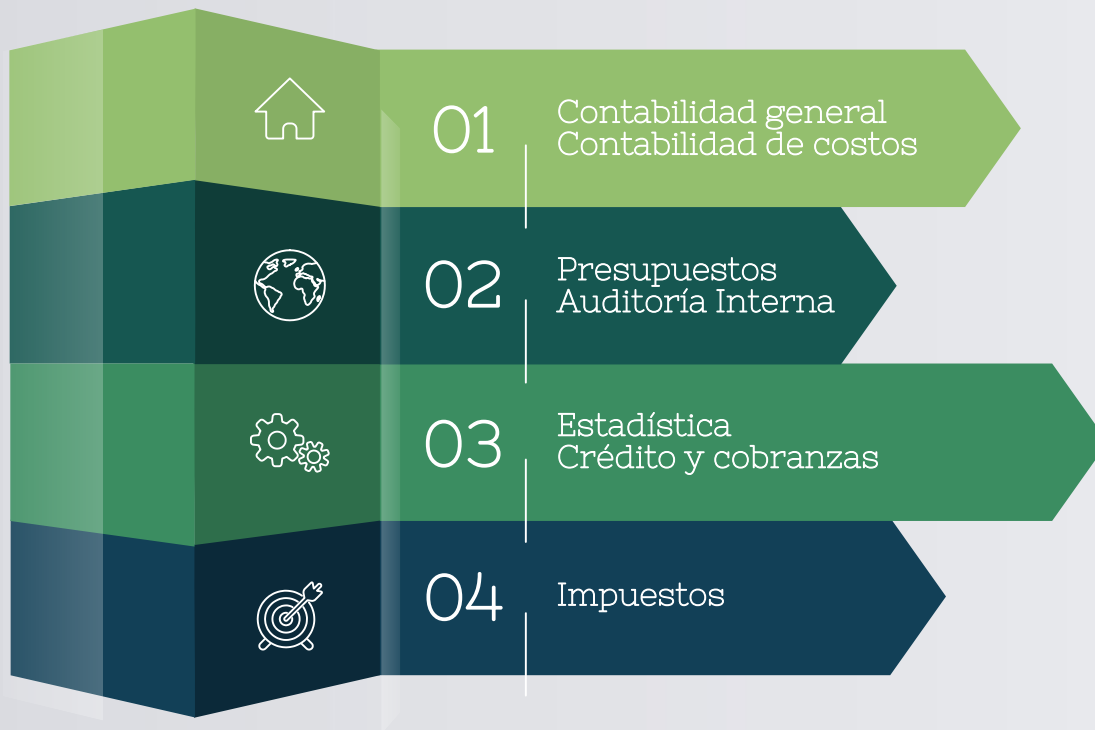 01
Contabilidad general
Contabilidad de costos
02
Presupuestos
Auditoría Interna
03
Estadística
Crédito y cobranzas
04
Impuestos